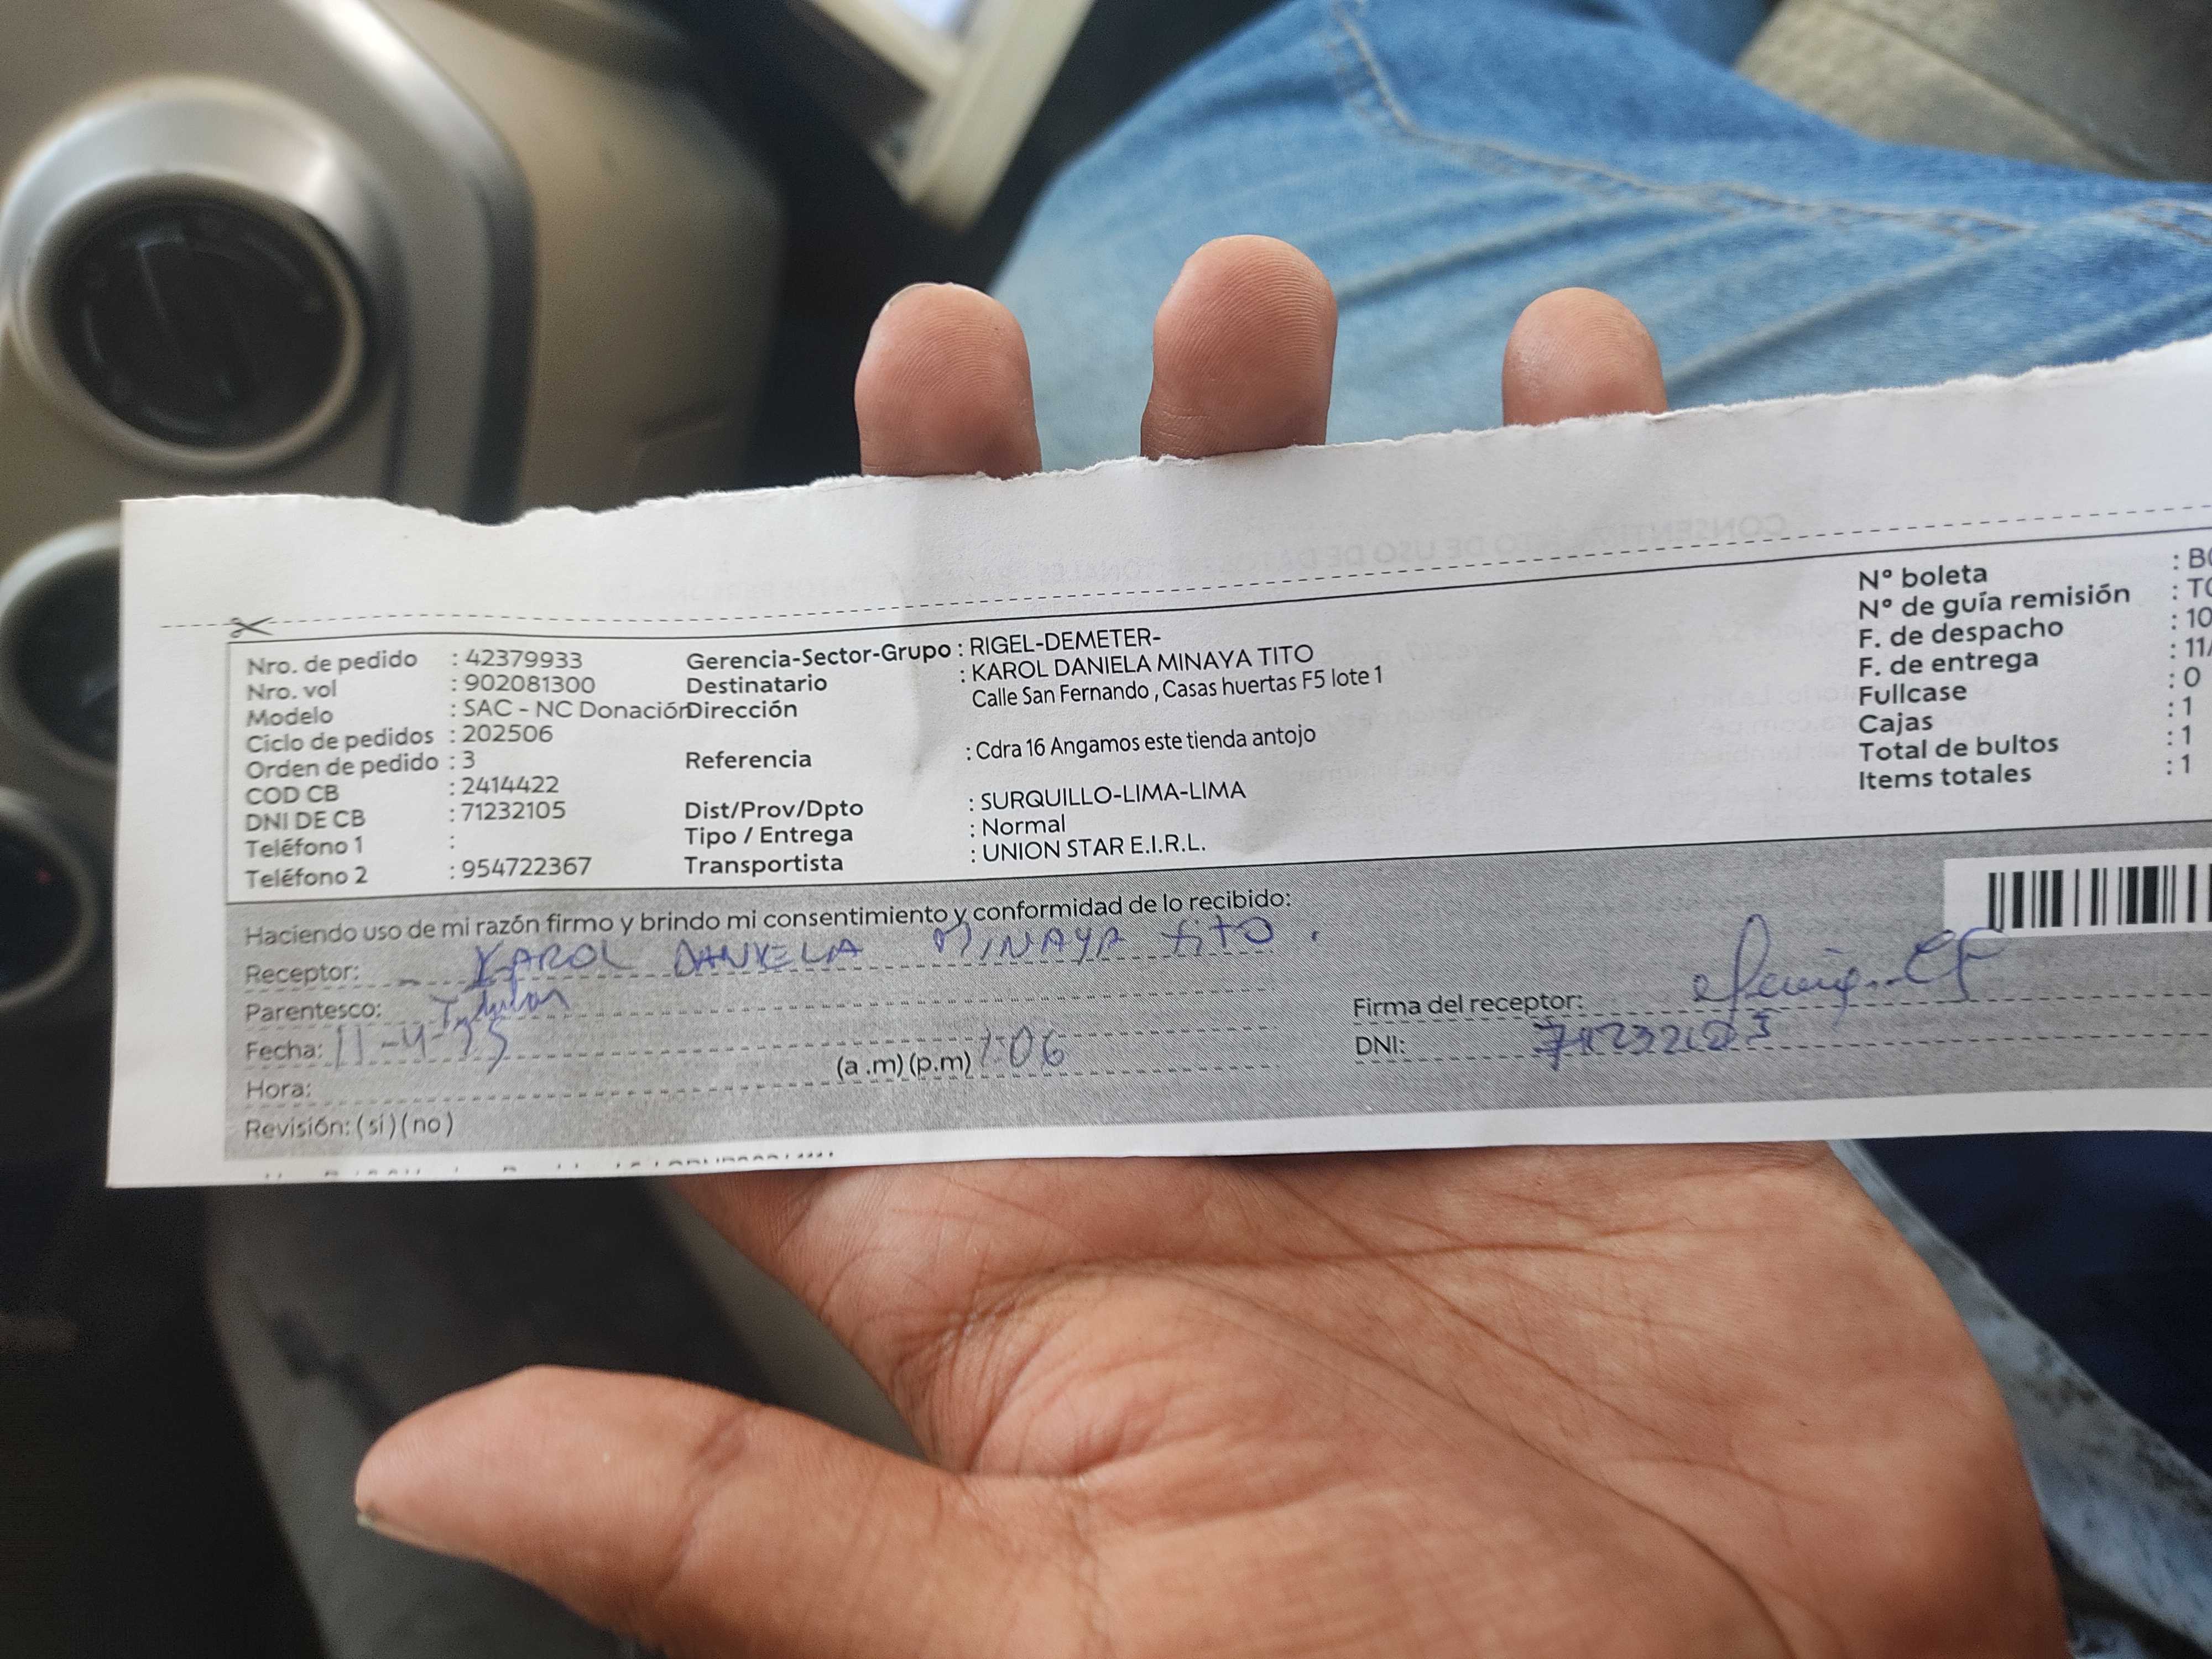 Nro. de pedido : 42379933
Nro. vol : 902081300
Modelo : SAC - NC Donación
Ciclo de pedidos : 202506
Orden de pedido : 3
COD CB : 2414422
DNI DE CB : 71232105
Teléfono 1 :
Teléfono 2 : 954722367
Gerencia-Sector-Grupo : RIGEL-DEMETER-
Destinatario : KAROL DANIELA MINAYA TITO
Dirección Calle San Fernando , Casas huertas F5 lote 1
Referencia : Cdra 16 Angamos este tienda antojo
Dist/Prov/Dpto : SURQUILLO-LIMA-LIMA
Tipo / Entrega : Normal
Transportista : UNION STAR E.I.R.L.
N° boleta : B
N° de guía remisión : T
F. de despacho : 10
F. de entrega : 11/
Fullcase : 0
Cajas : 1
Total de bultos : 1
Items totales : 1
Haciendo uso de mi razón firmo y brindo mi consentimiento y conformidad de lo recibido:
Receptor: KAROL DANIELA MINAYA TITO.
Parentesco:
Fecha: 11-4-25
Hora: (a .m) (p.m) 1:06
Revisión: (sí) (no)
Firma del receptor:
DNI: